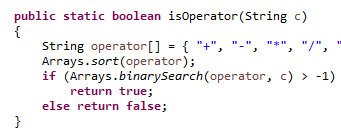 public static boolean isOperator(String c)
{
String operator[] = { "+", "-", "*", "/", "
Arrays.sort(operator);
if (Arrays.binarySearch(operator, c) > -1)
return true;
else return false;
}